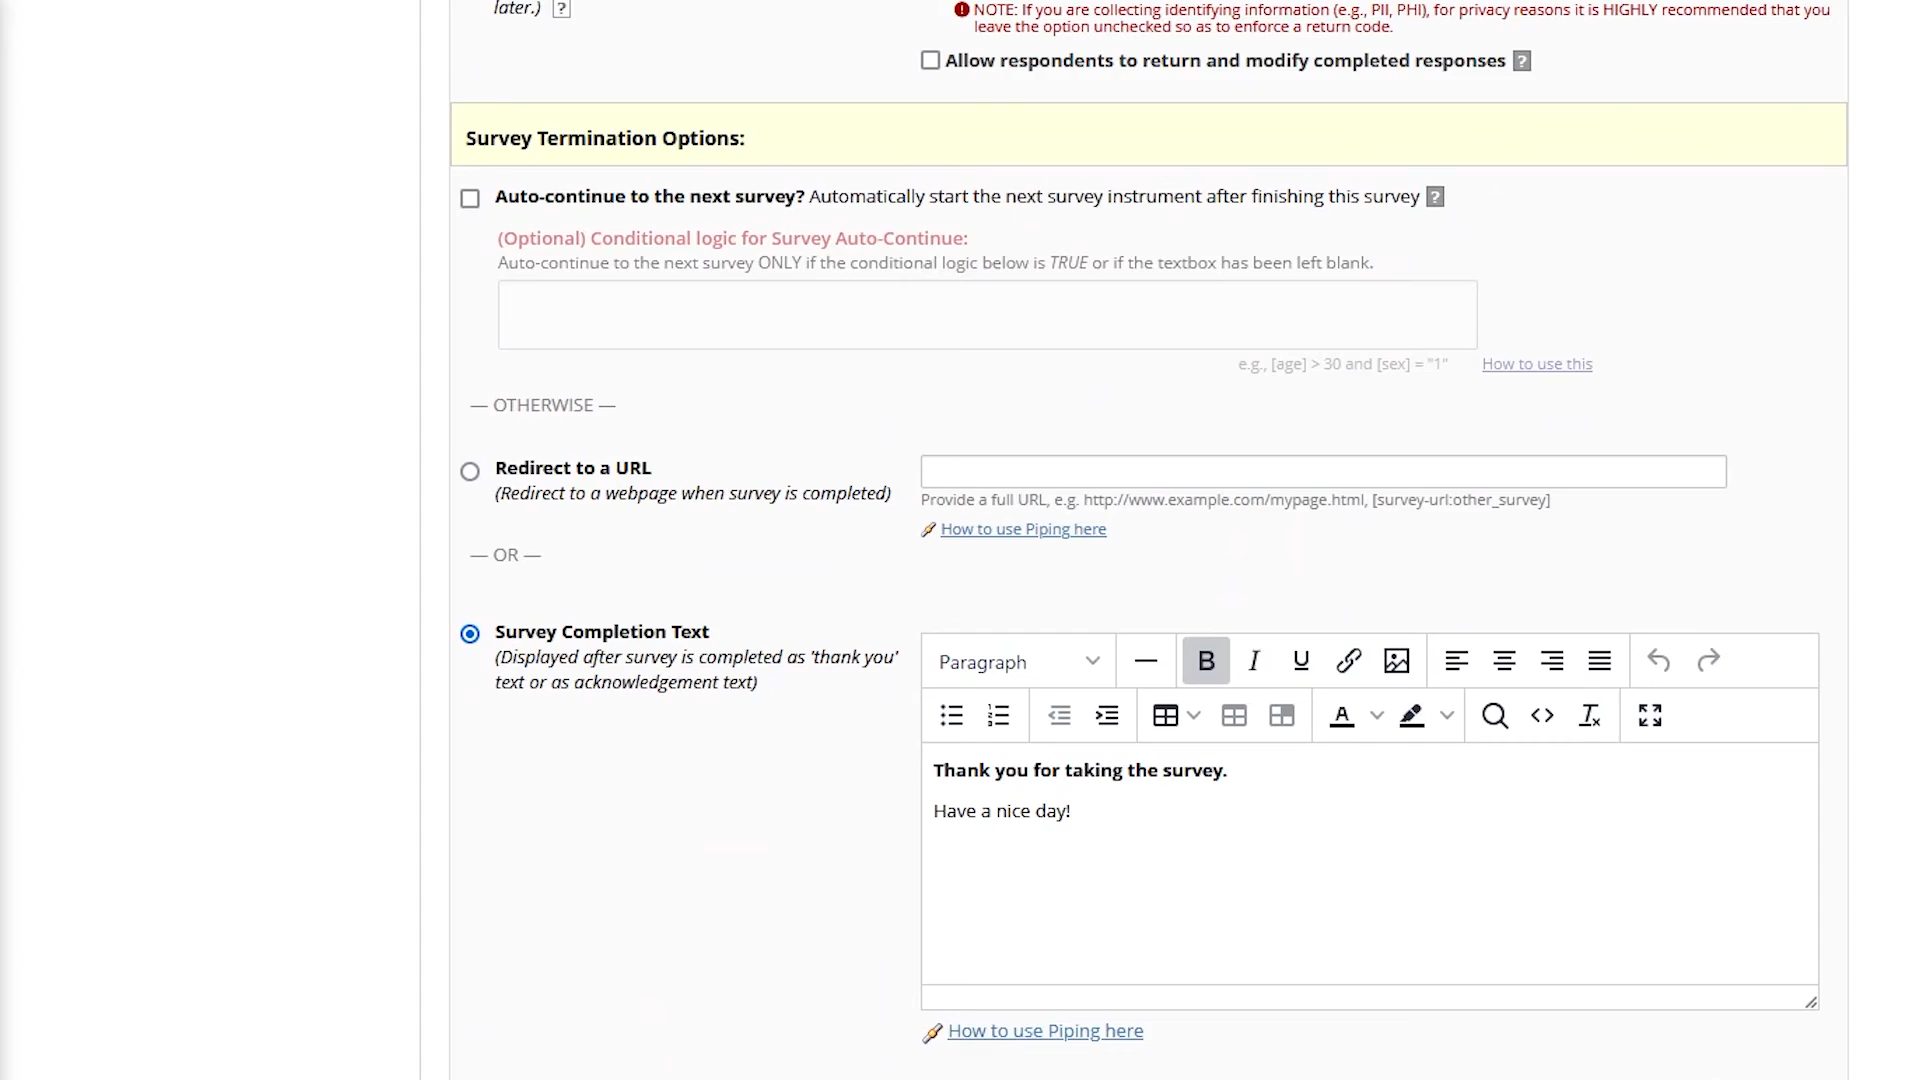 later.) ?
NOTE: If you are collecting identifying information (e.g., PII, PHI), for privacy reasons it is HIGHLY recommended that you
leave the option unchecked so as to enforce a return code.
Allow respondents to return and modify completed responses ?
Survey Termination Options:
Auto-continue to the next survey? Automatically start the next survey instrument after finishing this survey ?
(Optional) Conditional logic for Survey Auto-Continue:
Auto-continue to the next survey ONLY if the conditional logic below is TRUE or if the textbox has been left blank.
e.g., [age] > 30 and [sex] = "1" How to use this
— OTHERWISE —
Redirect to a URL
(Redirect to a webpage when survey is completed)
Provide a full URL, e.g. http://www.example.com/mypage.html, [survey-url:other_survey]
How to use Piping here
— OR —
Survey Completion Text
(Displayed after survey is completed as 'thank you'
text or as acknowledgement text)
Paragraph
Thank you for taking the survey.
Have a nice day!
How to use Piping here